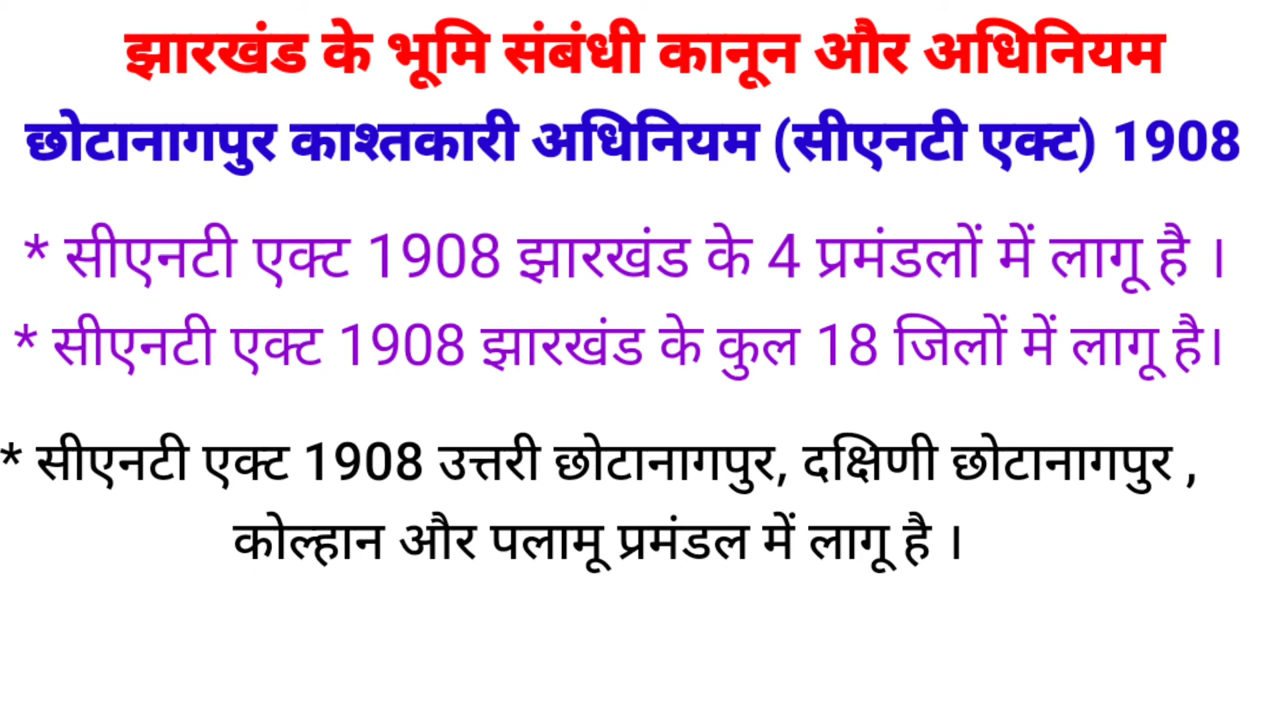 झारखंड के भूमि संबंधी कानून और अधिनियम
छोटानागपुर काश्तकारी अधिनियम (सीएनटी एक्ट) 1908
* सीएनटी एक्ट 1908 झारखंड के 4 प्रमंडलों में लागू है ।
* सीएनटी एक्ट 1908 झारखंड के कुल 18 जिलों में लागू है।
* सीएनटी एक्ट 1908 उत्तरी छोटानागपुर, दक्षिणी छोटानागपुर ,
कोल्हान और पलामू प्रमंडल में लागू है ।